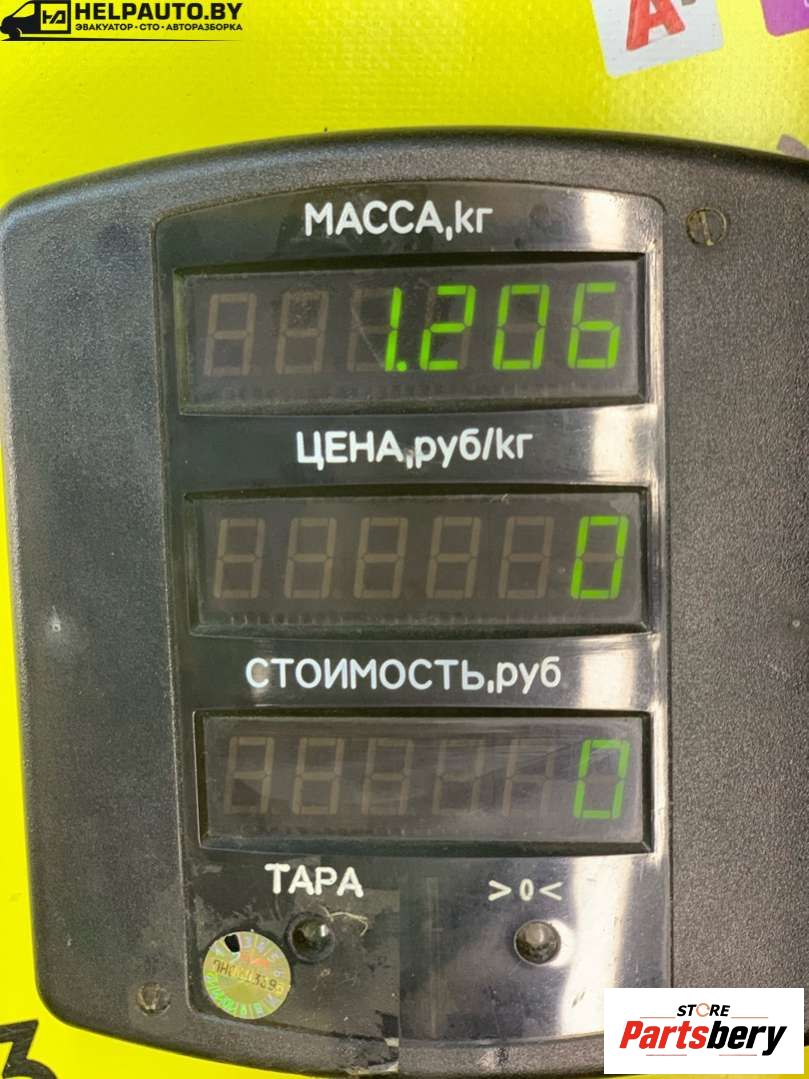 HELPAUTO.BY
ЭВАКУАТОР • СТО • АВТОРАЗБОРКА
А
МАССА,кг
1.206
ЦЕНА,руб/кг
0
СТОИМОСТЬ,руб
0
ТАРА >0<
3
STORE
Partsbery